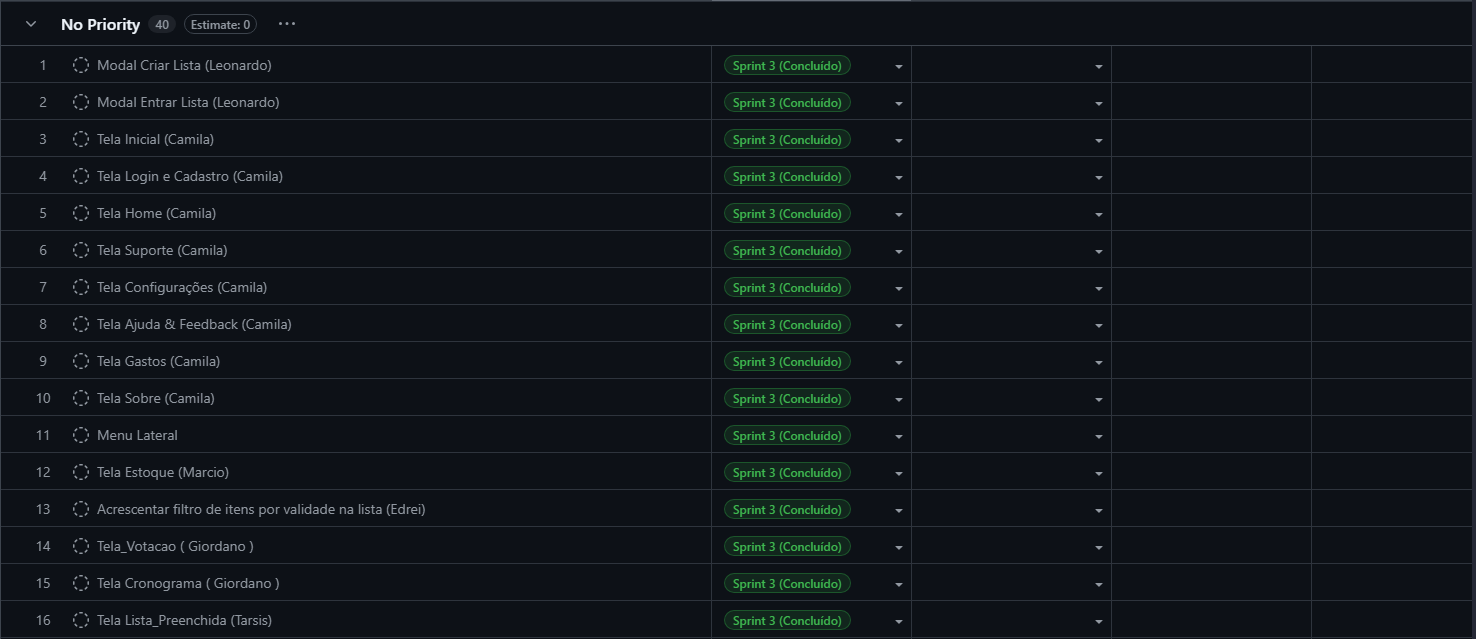 No Priority 40 Estimate: 0 ...
1 Modal Criar Lista (Leonardo) Sprint 3 (Concluído)
2 Modal Entrar Lista (Leonardo) Sprint 3 (Concluído)
3 Tela Inicial (Camila) Sprint 3 (Concluído)
4 Tela Login e Cadastro (Camila) Sprint 3 (Concluído)
5 Tela Home (Camila) Sprint 3 (Concluído)
6 Tela Suporte (Camila) Sprint 3 (Concluído)
7 Tela Configurações (Camila) Sprint 3 (Concluído)
8 Tela Ajuda & Feedback (Camila) Sprint 3 (Concluído)
9 Tela Gastos (Camila) Sprint 3 (Concluído)
10 Tela Sobre (Camila) Sprint 3 (Concluído)
11 Menu Lateral Sprint 3 (Concluído)
12 Tela Estoque (Marcio) Sprint 3 (Concluído)
13 Acrescentar filtro de itens por validade na lista (Edrei) Sprint 3 (Concluído)
14 Tela_Votacao ( Giordano ) Sprint 3 (Concluído)
15 Tela Cronograma ( Giordano ) Sprint 3 (Concluído)
16 Tela Lista_Preenchida (Tarsis) Sprint 3 (Concluído)